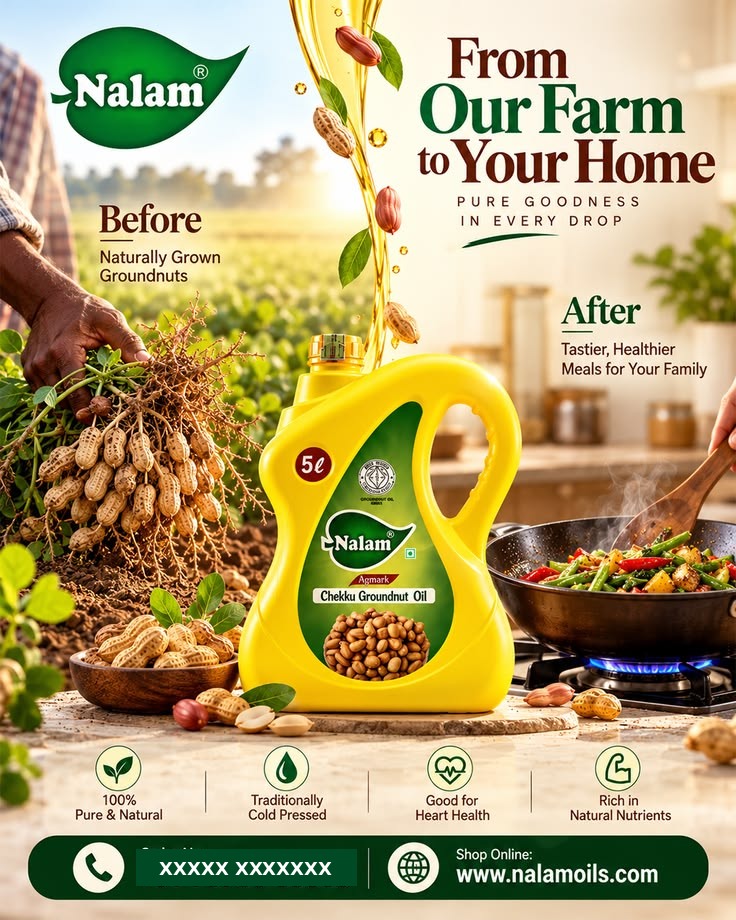 Nalam®
From
Our Farm
to Your Home
PURE GOODNESS
IN EVERY DROP
Before
Naturally Grown
Groundnuts
After
Tastier, Healthier
Meals for Your Family
5ℓ
GROUNDNUT OIL
Nalam®
Agmark
Chekku Groundnut Oil
100%
Pure & Natural
Traditionally
Cold Pressed
Good for
Heart Health
Rich in
Natural Nutrients
XXXXX XXXXXXX
Shop Online:
www.nalamoils.com